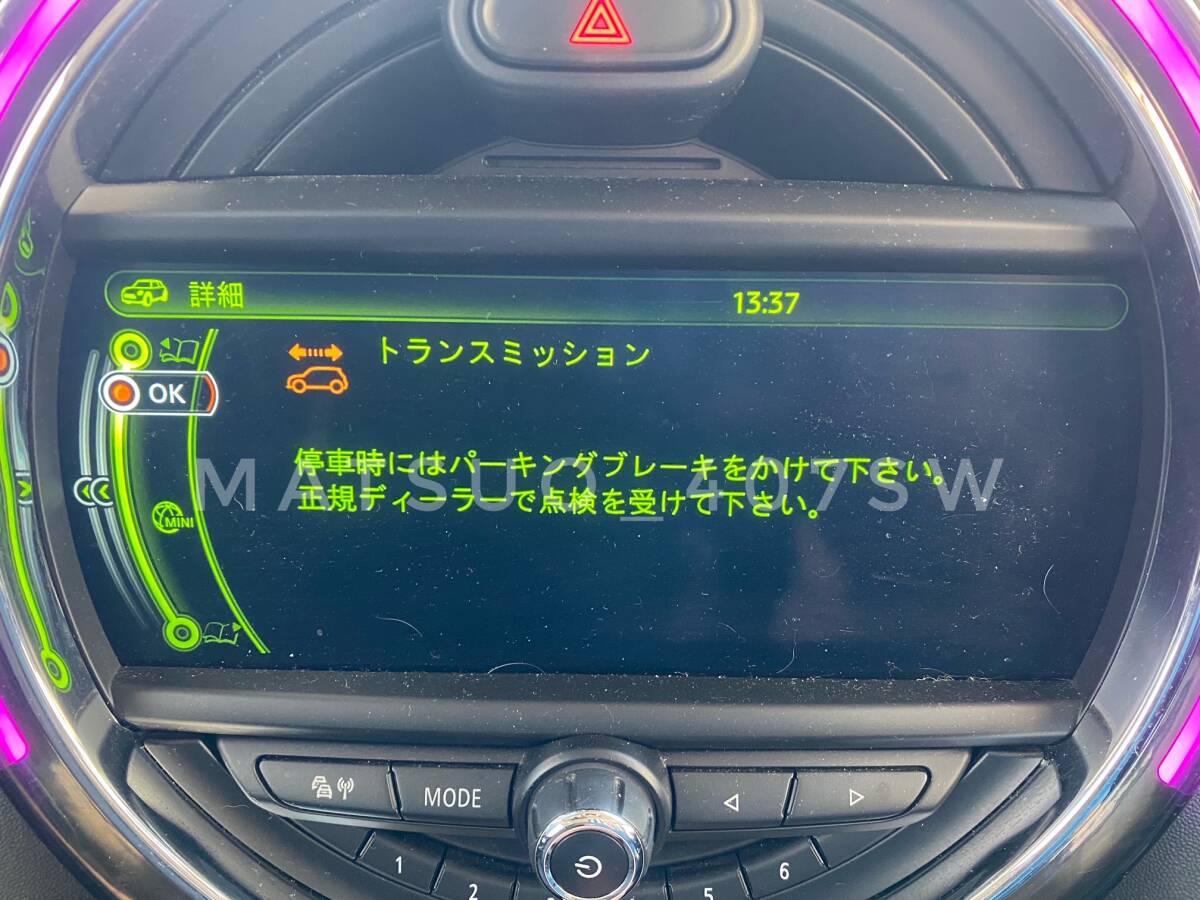 詳細
13:37
トランスミッション
OK
停車時にはパーキングブレーキをかけて下さい。
MATSUO_407SW
正規ディーラーで点検を受けて下さい。
MINI
MODE
1
2
5
6